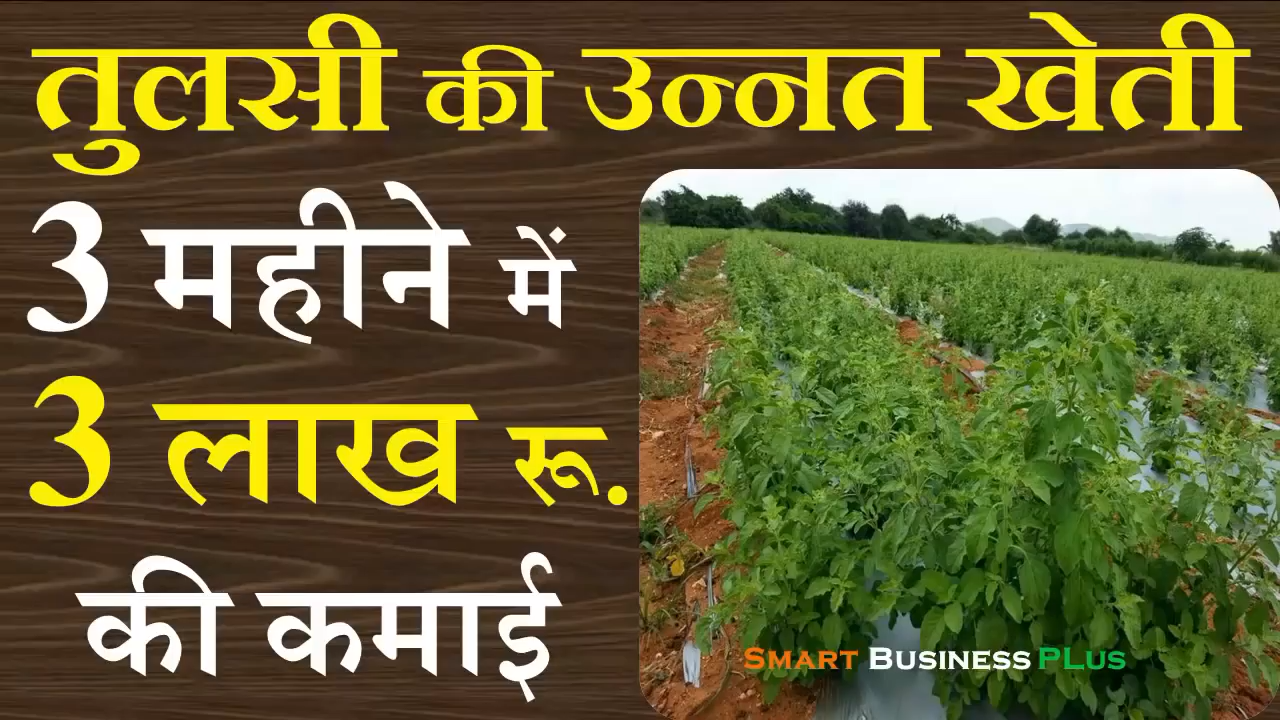 तुलसी की उन्नत खेती
3 महीने में
3 लाख रू.
की कमाई
SMART BUSINESS PLUS